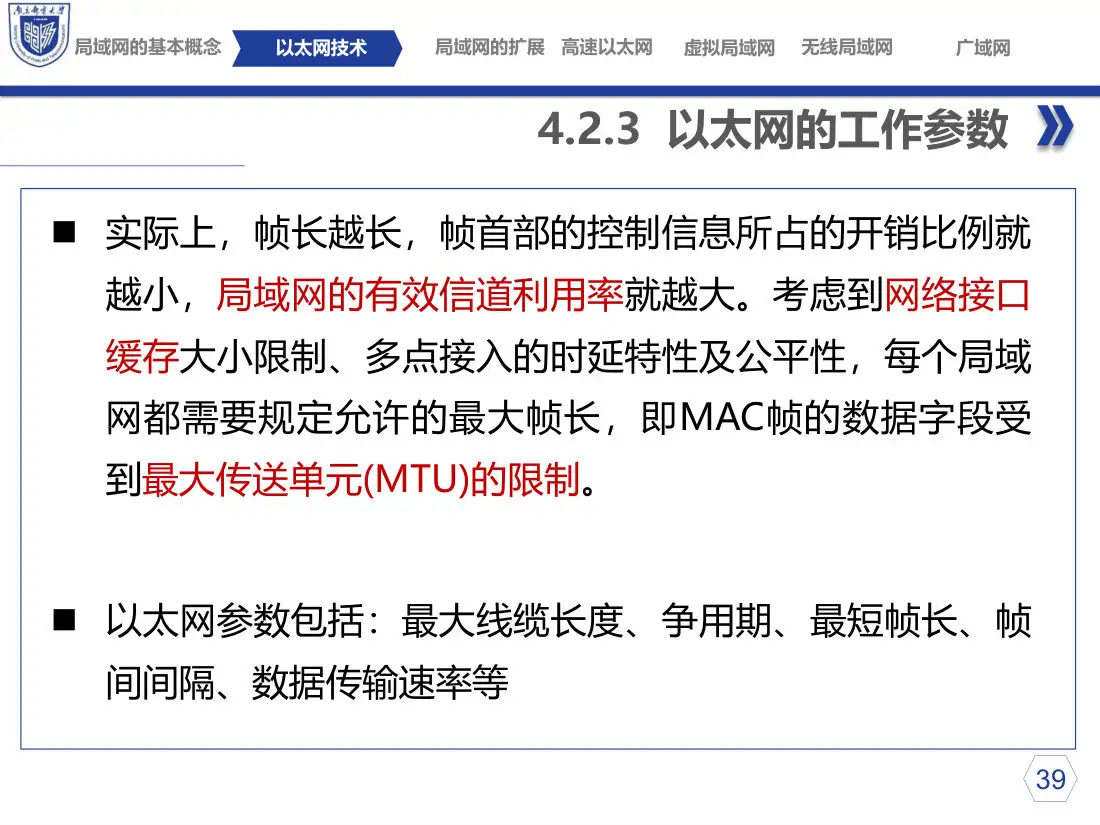 南京邮电大学
局域网的基本概念 以太网技术 局域网的扩展 高速以太网 虚拟局域网 无线局域网 广域网
4.2.3 以太网的工作参数
■ 实际上，帧长越长，帧首部的控制信息所占的开销比例就
越小，局域网的有效信道利用率就越大。考虑到网络接口
缓存大小限制、多点接入的时延特性及公平性，每个局域
网都需要规定允许的最大帧长，即MAC帧的数据字段受
到最大传送单元(MTU)的限制。
■ 以太网参数包括：最大线缆长度、争用期、最短帧长、帧
间间隔、数据传输速率等
39